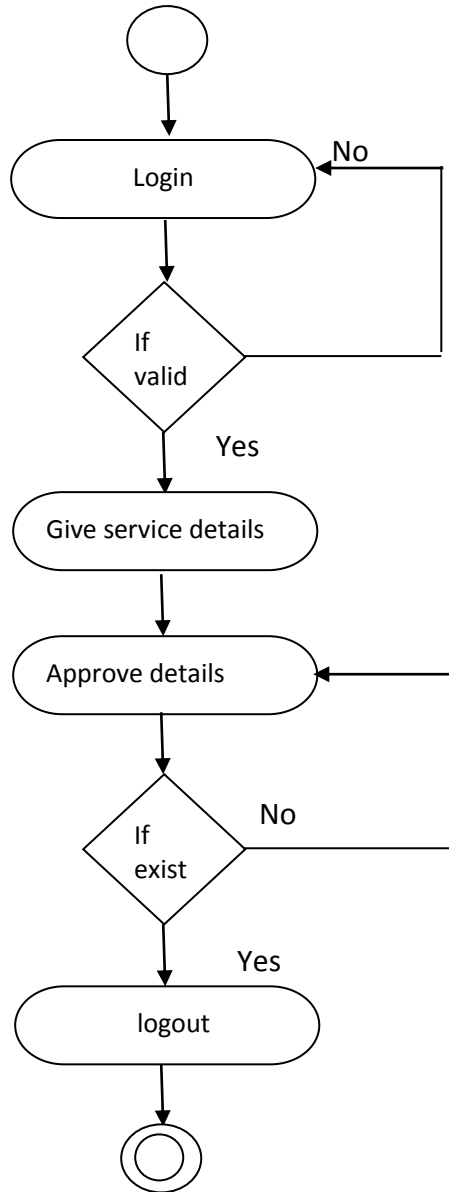 No
Login
If
valid
Yes
Give service details
Approve details
No
If
exist
Yes
logout